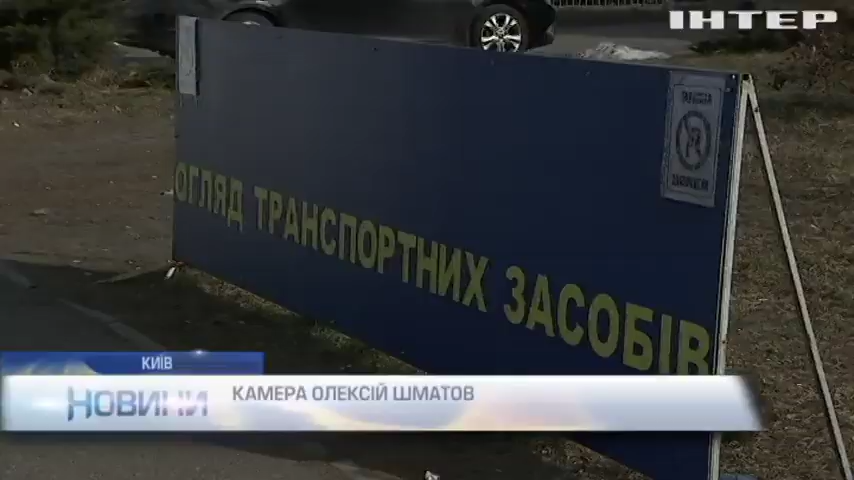 ІНТЕР
ОГЛЯД ТРАНСПОРТНИХ ЗАСОБІВ
КИЇВ
НОВИНИ
КАМЕРА ОЛЕКСІЙ ШМАТОВ